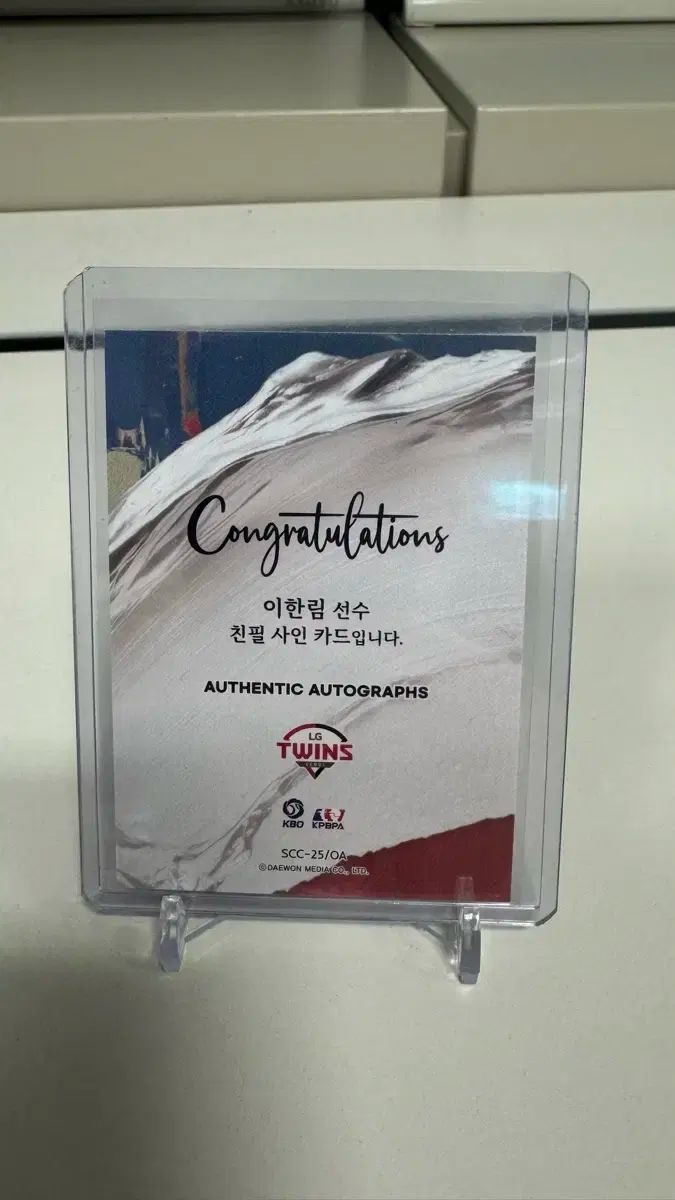 Congratulations
이한림 선수
친필 사인 카드입니다.
AUTHENTIC AUTOGRAPHS
LG
TWINS
KBO KPBPA
SCC-25/OA
©DAEWON MEDIA CO., LTD.